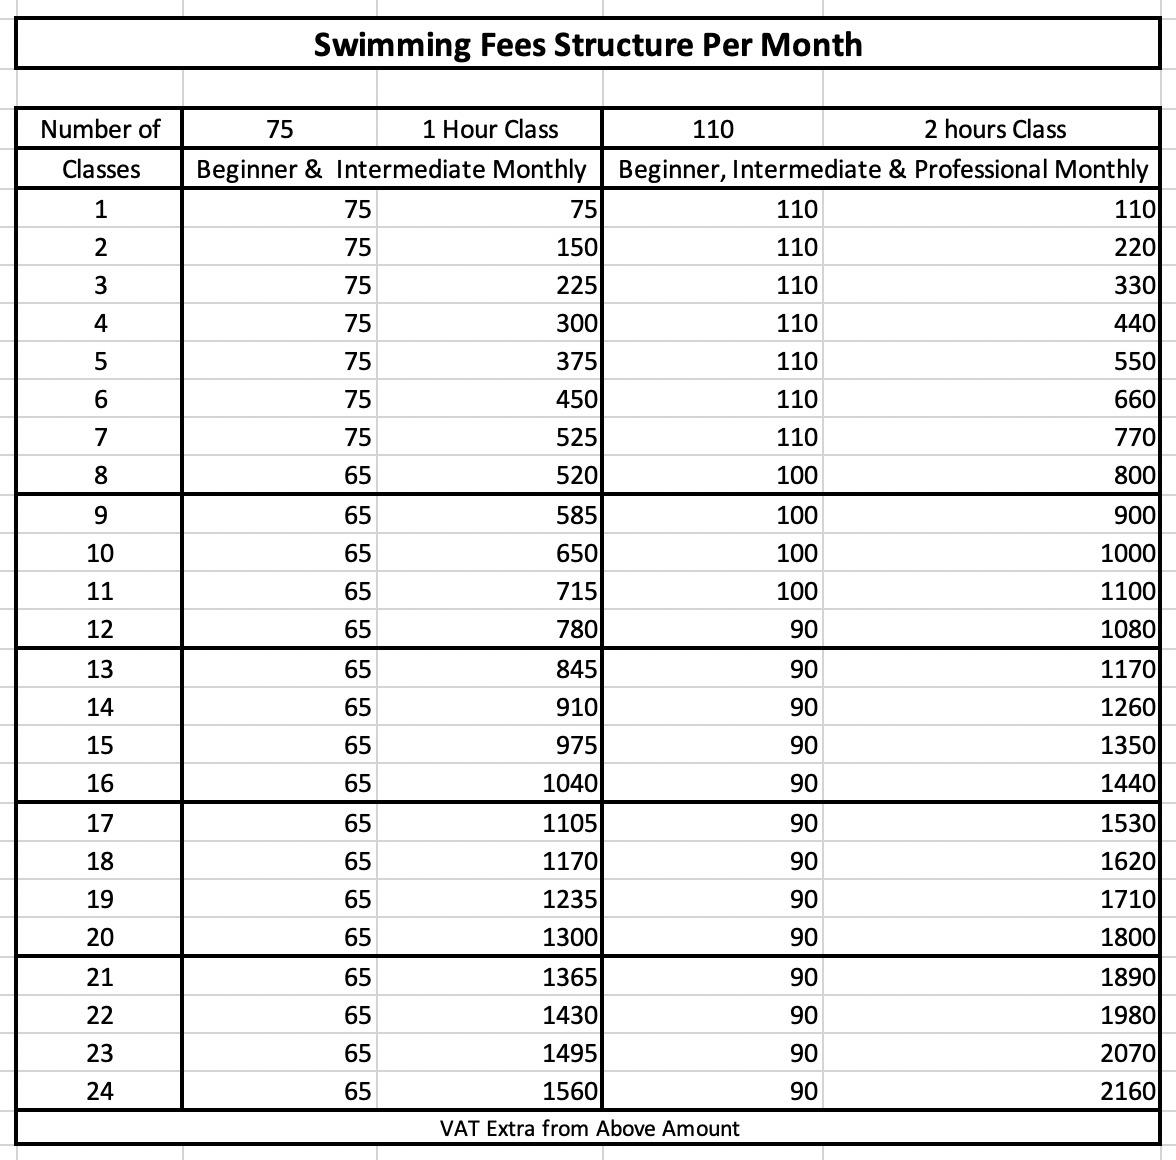 Swimming Fees Structure Per Month
Number of 75 1 Hour Class 110 2 hours Class
Classes Beginner & Intermediate Monthly Beginner, Intermediate & Professional Monthly
1 75 75 110 110
2 75 150 110 220
3 75 225 110 330
4 75 300 110 440
5 75 375 110 550
6 75 450 110 660
7 75 525 110 770
8 65 520 100 800
9 65 585 100 900
10 65 650 100 1000
11 65 715 100 1100
12 65 780 90 1080
13 65 845 90 1170
14 65 910 90 1260
15 65 975 90 1350
16 65 1040 90 1440
17 65 1105 90 1530
18 65 1170 90 1620
19 65 1235 90 1710
20 65 1300 90 1800
21 65 1365 90 1890
22 65 1430 90 1980
23 65 1495 90 2070
24 65 1560 90 2160
VAT Extra from Above Amount